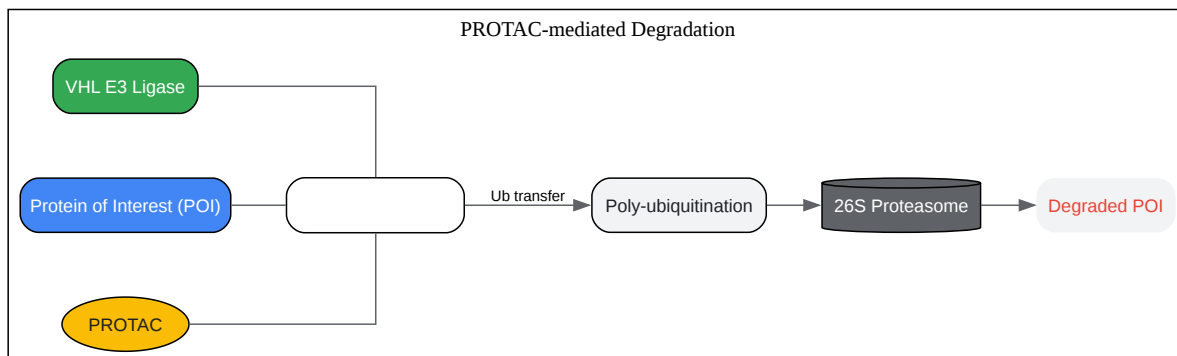 PROTAC-mediated Degradation
VHL E3 Ligase
Protein of Interest (POI)
Ub transfer
Poly-ubiquitination
26S Proteasome
Degraded POI
PROTAC